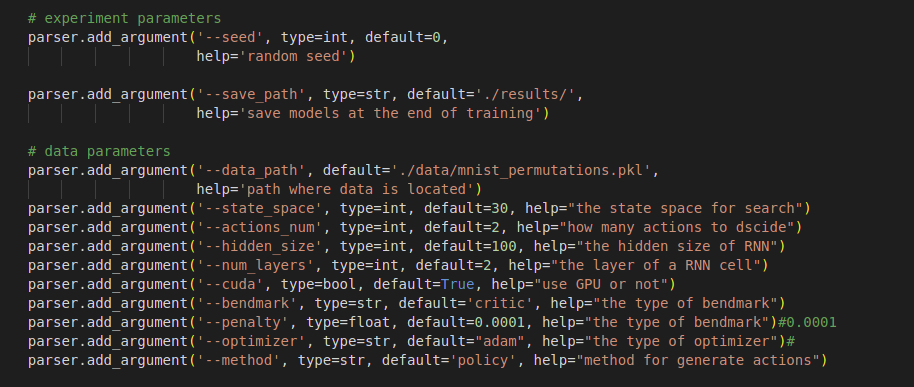 # experiment parameters
parser.add_argument('--seed', type=int, default=0,
help='random seed')
parser.add_argument('--save_path', type=str, default='./results/',
help='save models at the end of training')
# data parameters
parser.add_argument('--data_path', default='./data/mnist_permutations.pkl',
help='path where data is located')
parser.add_argument('--state_space', type=int, default=30, help="the state space for search")
parser.add_argument('--actions_num', type=int, default=2, help="how many actions to dscide")
parser.add_argument('--hidden_size', type=int, default=100, help="the hidden size of RNN")
parser.add_argument('--num_layers', type=int, default=2, help="the layer of a RNN cell")
parser.add_argument('--cuda', type=bool, default=True, help="use GPU or not")
parser.add_argument('--bendmark', type=str, default='critic', help="the type of bendmark")
parser.add_argument('--penalty', type=float, default=0.0001, help="the type of bendmark")#0.0001
parser.add_argument('--optimizer', type=str, default="adam", help="the type of optimizer")#
parser.add_argument('--method', type=str, default='policy', help="method for generate actions")